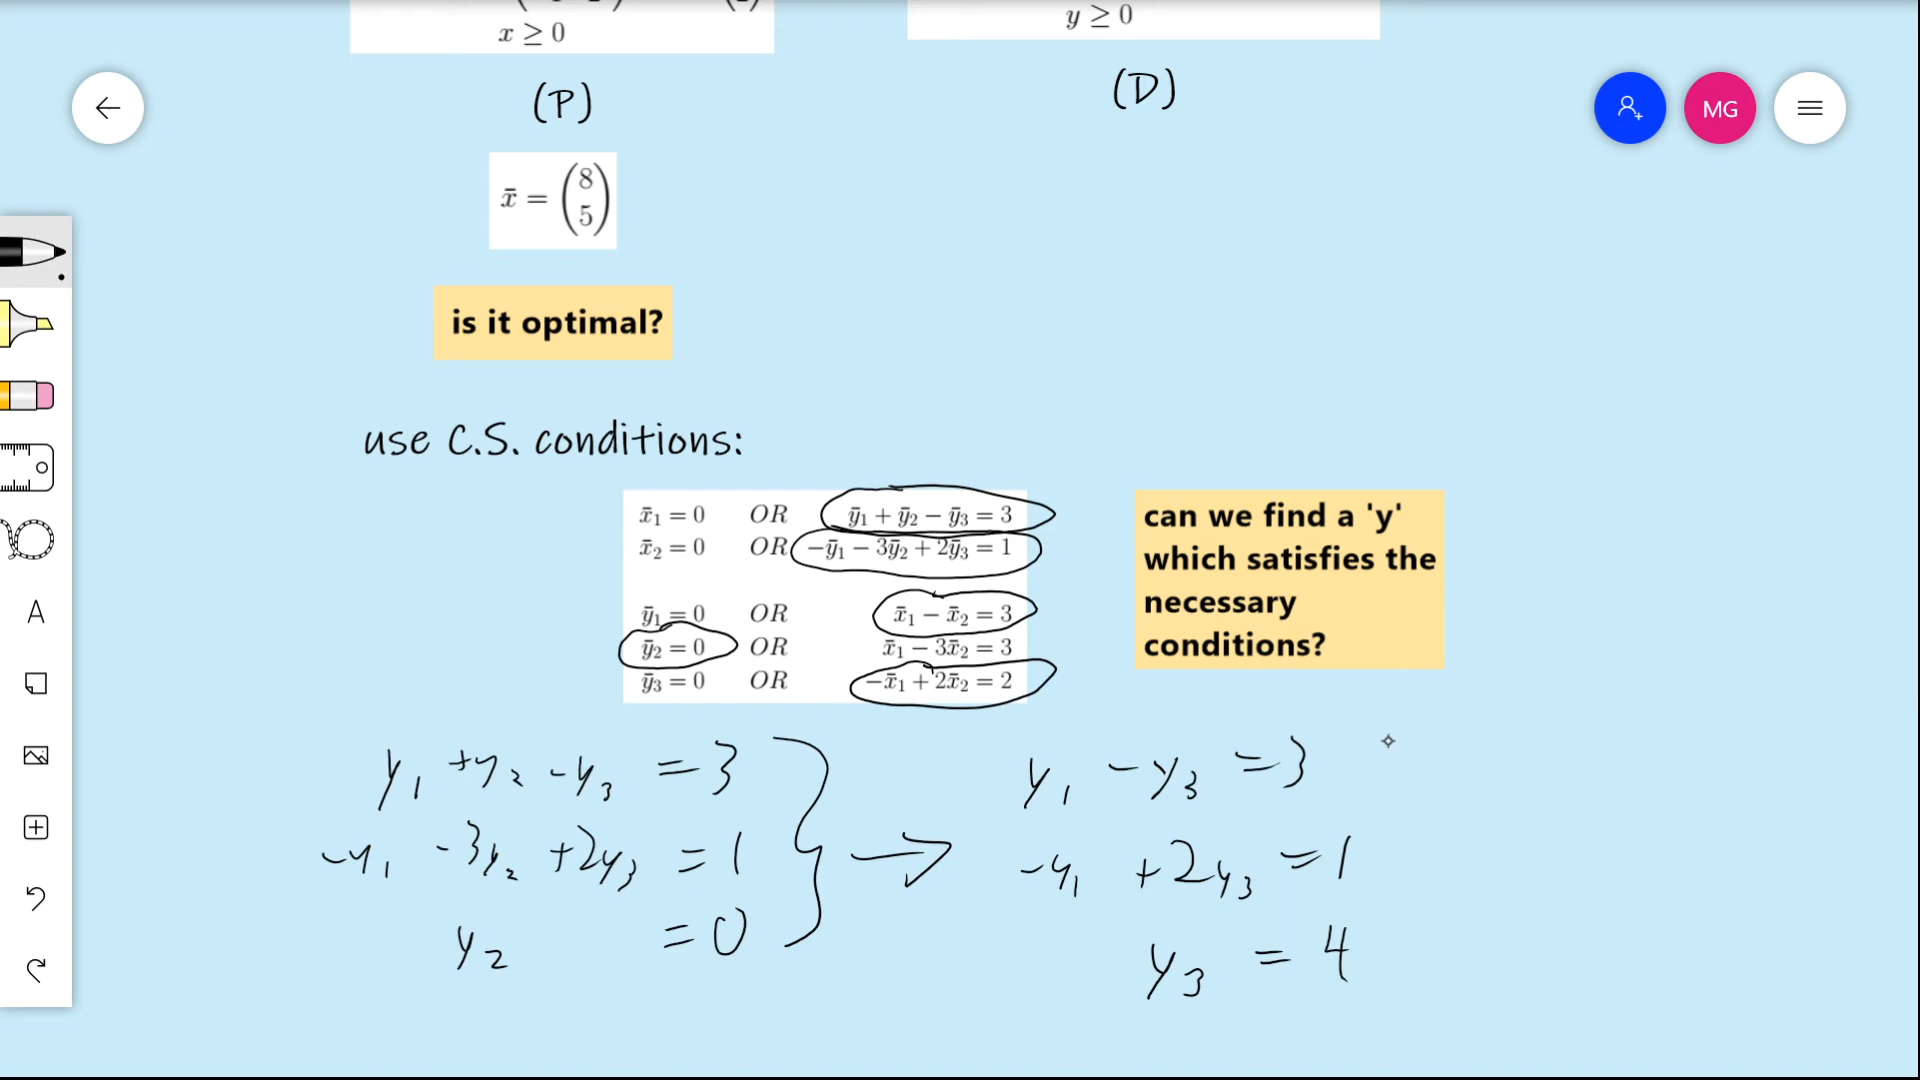 x ≥ 0
y ≥ 0
(P)
(D)
MG
x̄ = (8 5)
is it optimal?
use C.S. conditions:
x̄₁ = 0 OR ȳ₁ + ȳ₂ − ȳ₃ = 3
x̄₂ = 0 OR −ȳ₁ − 3ȳ₂ + 2ȳ₃ = 1
ȳ₁ = 0 OR x̄₁ − x̄₂ = 3
ȳ₂ = 0 OR x̄₁ − 3x̄₂ = 3
ȳ₃ = 0 OR −x̄₁ + 2x̄₂ = 2
can we find a 'y'
which satisfies the
necessary
conditions?
y₁ + y₂ − y₃ = 3
−y₁ − 3y₂ + 2y₃ = 1
y₂ = 0
y₁ − y₃ = 3
−y₁ + 2y₃ = 1
y₃ = 4
A